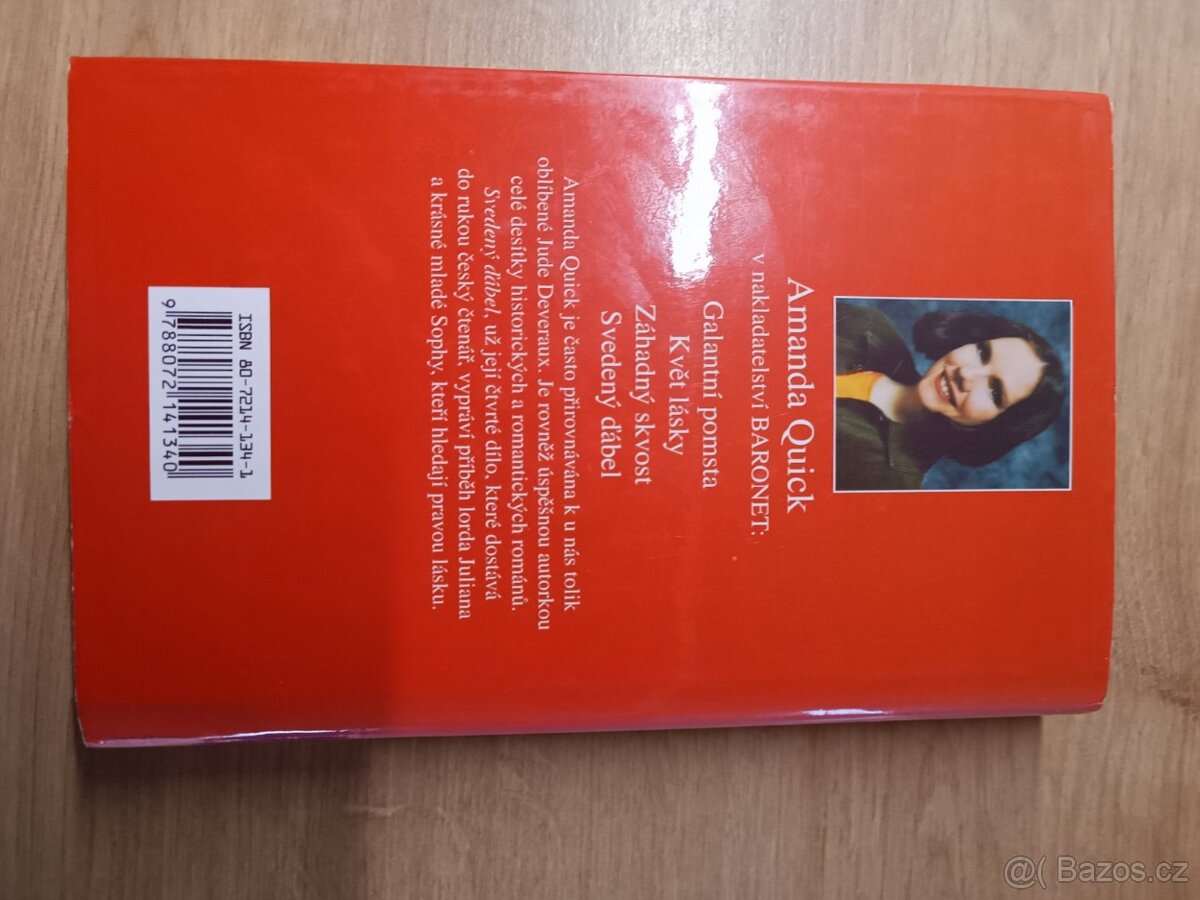 Amanda Quick
v nakladatelství BARONET:
Galantní pomsta
Květ lásky
Záhadný skvost
Svedený ďábel
Amanda Quick je často přirovnávána k u nás tolik
oblíbené Jude Deveraux. Je rovněž úspěšnou autorkou
celé desítky historických a romantických románů.
Svedený ďábel, už její čtvrté dílo, které dostává
do rukou český čtenář, vypráví příběh lorda Juliana
a krásné mladé Sophy, kteří hledají pravou lásku.
ISBN 80-7214-134-1
9788072141340
@( Bazos.cz